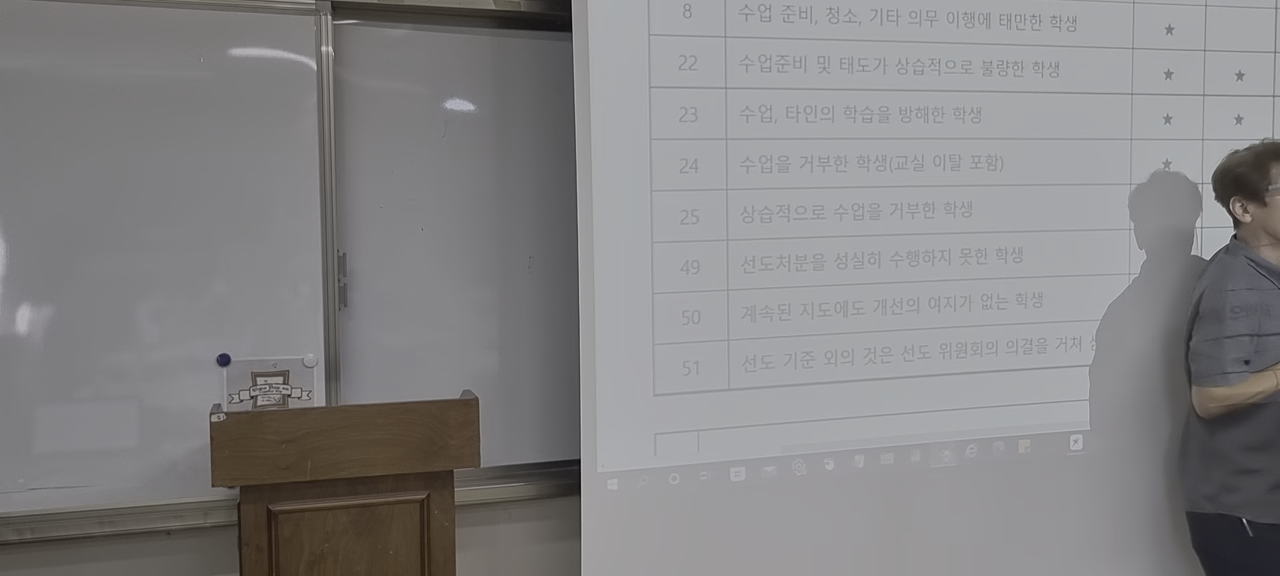 8 수업 준비, 청소, 기타 의무 이행에 태만한 학생 ★
22 수업준비 및 태도가 상습적으로 불량한 학생 ★ ★
23 수업, 타인의 학습을 방해한 학생 ★ ★
24 수업을 거부한 학생(교실 이탈 포함) ★
25 상습적으로 수업을 거부한 학생
49 선도처분을 성실히 수행하지 못한 학생
50 계속된 지도에도 개선의 여지가 없는 학생
51 선도 기준 외의 것은 선도 위원회의 의결을 거쳐